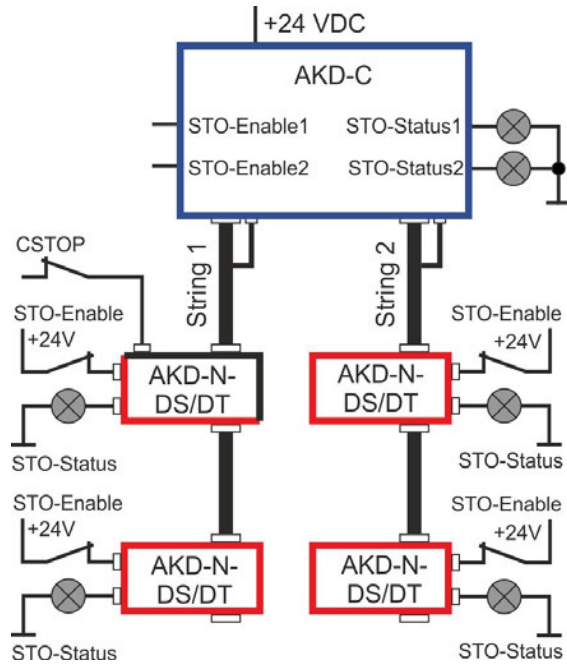 +24 VDC
AKD-C
STO-Enable1
STO-Status1
STO-Enable2
STO-Status2
CSTOP
String 1
String 2
STO-Enable
+24V
AKD-N-
DS/DT
STO-Status
AKD-N-
DS/DT
STO-Enable
+24V
STO-Status
STO-Enable
+24V
AKD-N-
DS/DT
STO-Status
AKD-N-
DS/DT
STO-Enable
+24V
STO-Status